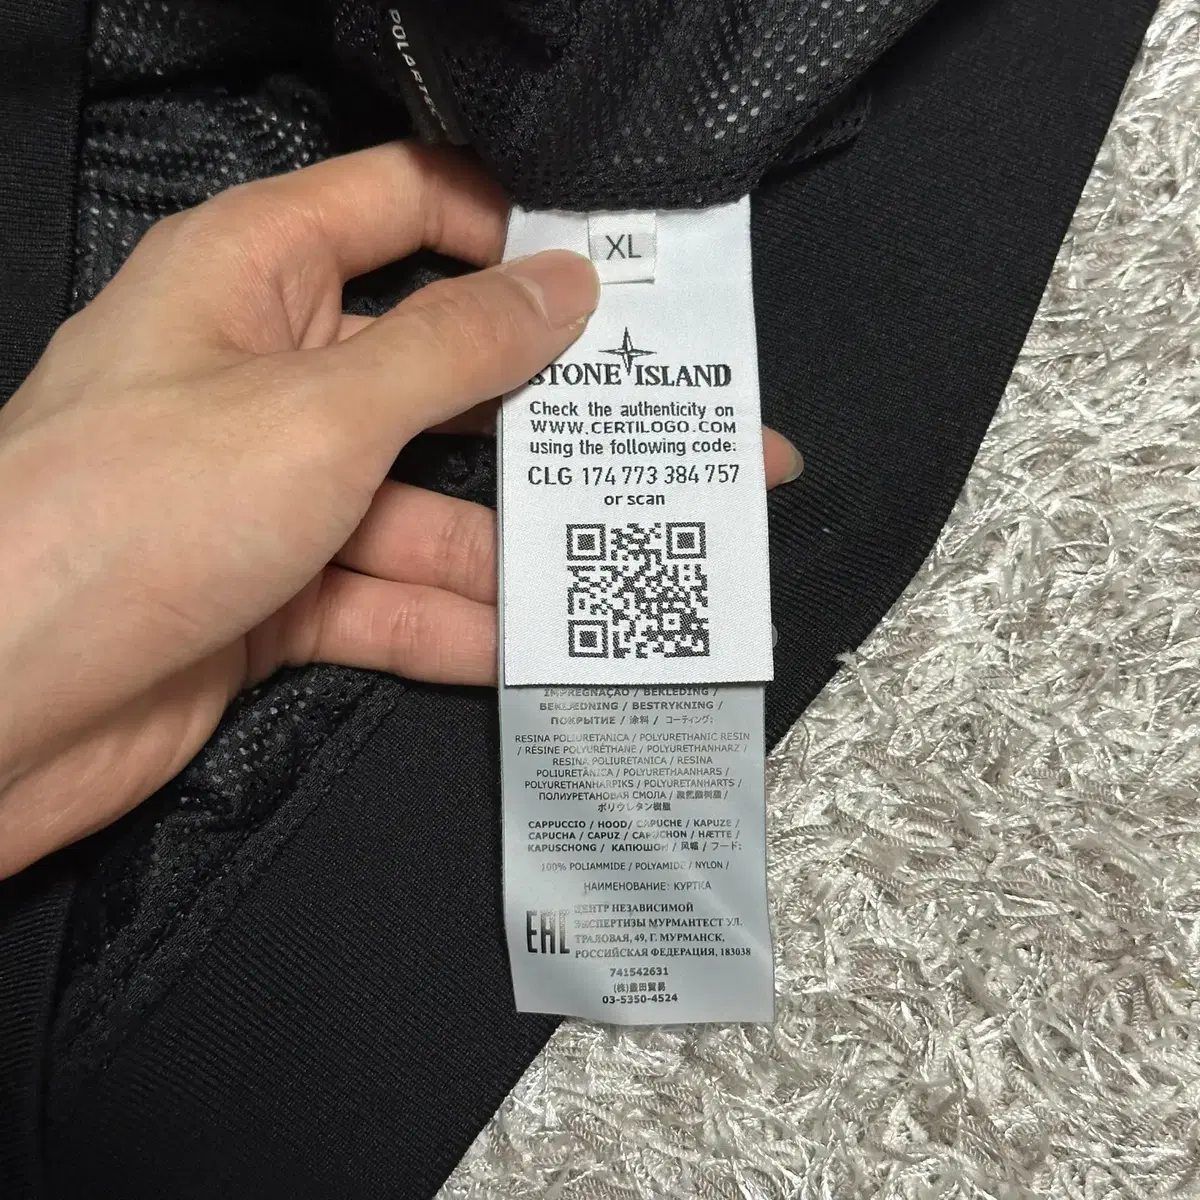 POLARTEC
XL
STONE ISLAND
Check the authenticity on
WWW.CERTILOGO.COM
using the following code:
CLG 174 773 384 757
or scan
IMPREGNAÇAO / BEKLEDING /
BEKLÆDNING / BESTRYKNING /
ПОКРЫТИЕ / 涂料 / コーティング:
RESINA POLIURETANICA / POLYURETHANIC RESIN
/ RÉSINE POLYURÉTHANE / POLYURETHANHARZ /
RESINA POLIURETÁNICA / RESINA
POLIURETÂNICA / POLYURETHAANHARS /
POLYURETHANHARPIKS / POLYURETANHARTS /
ПОЛИУРЕТАНОВАЯ СМОЛА / 聚氨酯树脂 /
ポリウレタン樹脂
CAPPUCCIO / HOOD/ CAPUCHE / KAPUZE /
CAPUCHA / CAPUZ / CAPUCHON / HÆTTE /
KAPUSCHONG / КАПЮШОН / 风帽 / フード:
100% POLIAMMIDE / POLYAMIDE / NYLON /
НАИМЕНОВАНИЕ: КУРТКА
EAC
ЦЕНТР НЕЗАВИСИМОЙ
ЭКСПЕРТИЗЫ МУРМАНТЕСТ УЛ.
ТРАЛОВАЯ, 49, Г. МУРМАНСК,
РОССИЙСКАЯ ФЕДЕРАЦИЯ, 183038
741542631
(株)豊田貿易
03-5350-4524